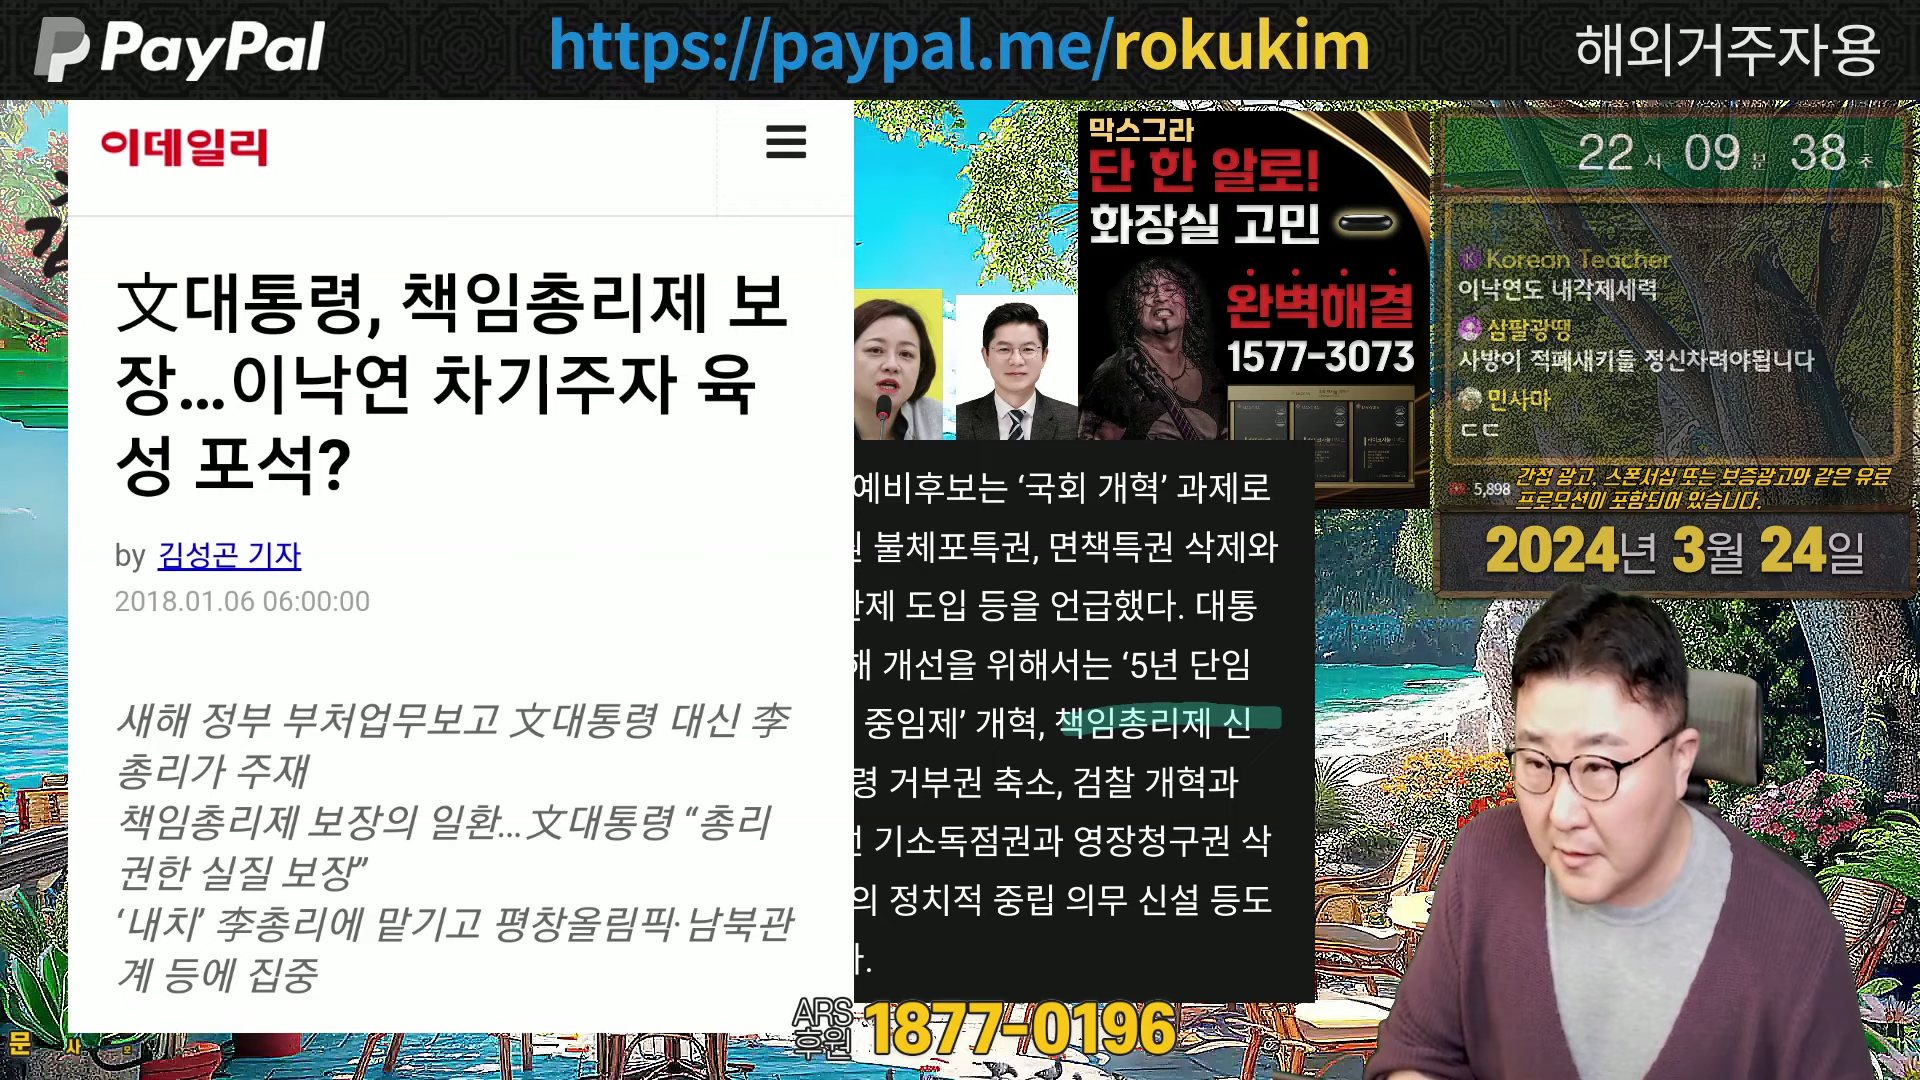 PayPal
https://paypal.me/rokukim
해외거주자용
이데일리
文대통령, 책임총리제 보
장...이낙연 차기주자 육
성 포석?
by 김성곤 기자
2018.01.06 06:00:00
새해 정부 부처업무보고 文대통령 대신 李
총리가 주재
책임총리제 보장의 일환...文대통령 “총리
권한 실질 보장”
‘내치’ 李총리에 맡기고 평창올림픽·남북관
계 등에 집중
막스그라
단 한 알로!
화장실 고민
완벽해결
1577-3073
예비후보는 ‘국회 개혁’ 과제로
불체포특권, 면책특권 삭제와
제 도입 등을 언급했다. 대통
해 개선을 위해서는 ‘5년 단임
중임제’ 개혁, 책임총리제 신
령 거부권 축소, 검찰 개혁과
기소독점권과 영장청구권 삭
의 정치적 중립 의무 신설 등도
.
22시 09분 38초
Korean Teacher
이낙연도 내각제세력
삼팔광땡
사방이 적폐새키들 정신차려야됩니다
민사마
ㄷㄷ
5,898
간접 광고, 스폰서십 또는 보증광고와 같은 유료
프로모션이 포함되어 있습니다.
2024년 3월 24일
ARS
후원
1877-0196
문
사